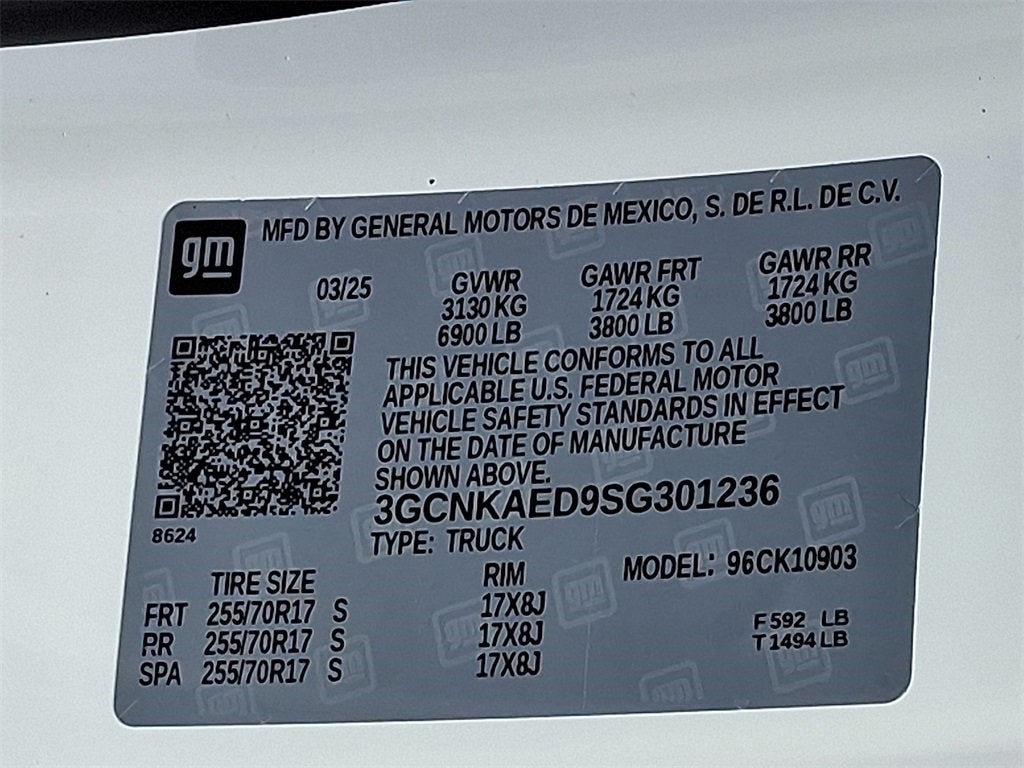 gm
MFD BY GENERAL MOTORS DE MEXICO, S. DE R.L. DE C.V.
03/25 GVWR GAWR FRT GAWR RR
3130 KG 1724 KG 1724 KG
6900 LB 3800 LB 3800 LB
THIS VEHICLE CONFORMS TO ALL
APPLICABLE U.S. FEDERAL MOTOR
VEHICLE SAFETY STANDARDS IN EFFECT
ON THE DATE OF MANUFACTURE
SHOWN ABOVE.
3GCNKAED9SG301236
8624
TYPE: TRUCK
TIRE SIZE RIM MODEL: 96CK10903
FRT 255/70R17 S 17X8J
RR 255/70R17 S 17X8J
SPA 255/70R17 S 17X8J
F 592 LB
T 1494 LB